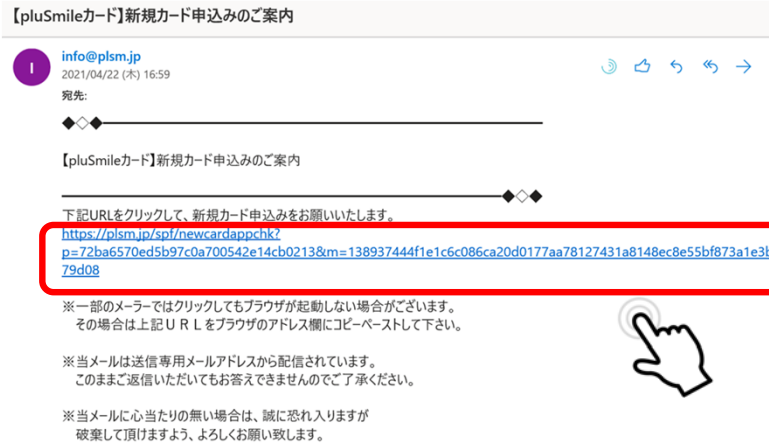 【pluSmileカード】新規カード申込みのご案内
I
info@plsm.jp
2021/04/22 (木) 16:59
宛先:
◆◇◆━━━━━━━━━━━━━━━━━━━━
【pluSmileカード】新規カード申込みのご案内
━━━━━━━━━━━━━━━━━━━━◆◇◆
下記URLをクリックして、新規カード申込みをお願いいたします。
https://plsm.jp/spf/newcardappchk?
p=72ba6570ed5b97c0a700542e14cb0213&m=138937444f1e1c6c086ca20d0177aa78127431a8148ec8e55bf873a1e3b
79d08
※一部のメーラーではクリックしてもブラウザが起動しない場合がございます。
その場合は上記ＵＲＬをブラウザのアドレス欄にコピーペーストして下さい。
※当メールは送信専用メールアドレスから配信されています。
このままご返信いただいてもお答えできませんのでご了承ください。
※当メールに心当たりの無い場合は、誠に恐れ入りますが
破棄して頂けますよう、よろしくお願い致します。